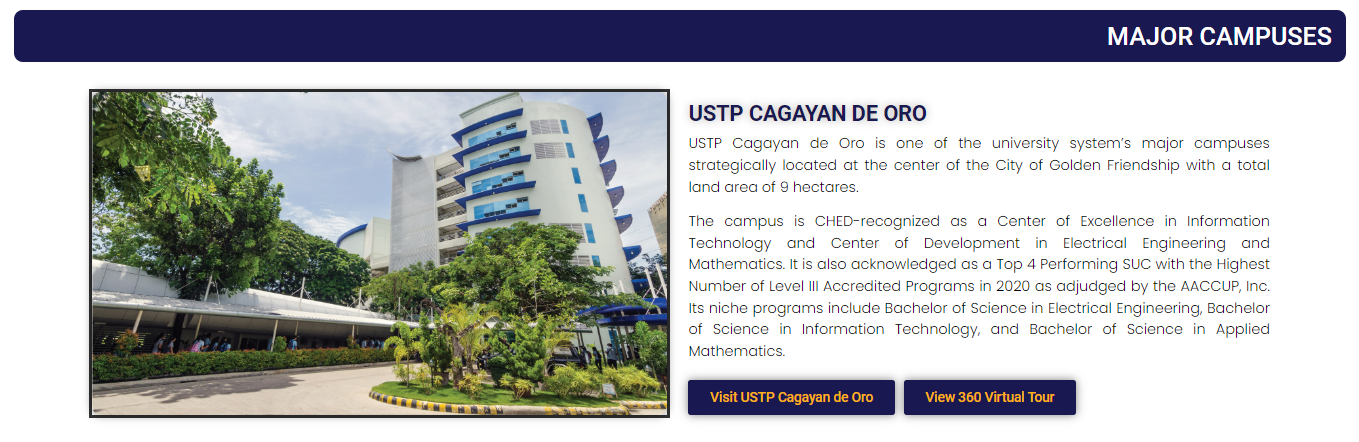 MAJOR CAMPUSES
USTP CAGAYAN DE ORO
USTP Cagayan de Oro is one of the university system’s major campuses
strategically located at the center of the City of Golden Friendship with a total
land area of 9 hectares.
The campus is CHED-recognized as a Center of Excellence in Information
Technology and Center of Development in Electrical Engineering and
Mathematics. It is also acknowledged as a Top 4 Performing SUC with the Highest
Number of Level III Accredited Programs in 2020 as adjudged by the AACCUP, Inc.
Its niche programs include Bachelor of Science in Electrical Engineering, Bachelor
of Science in Information Technology, and Bachelor of Science in Applied
Mathematics.
Visit USTP Cagayan de Oro
View 360 Virtual Tour